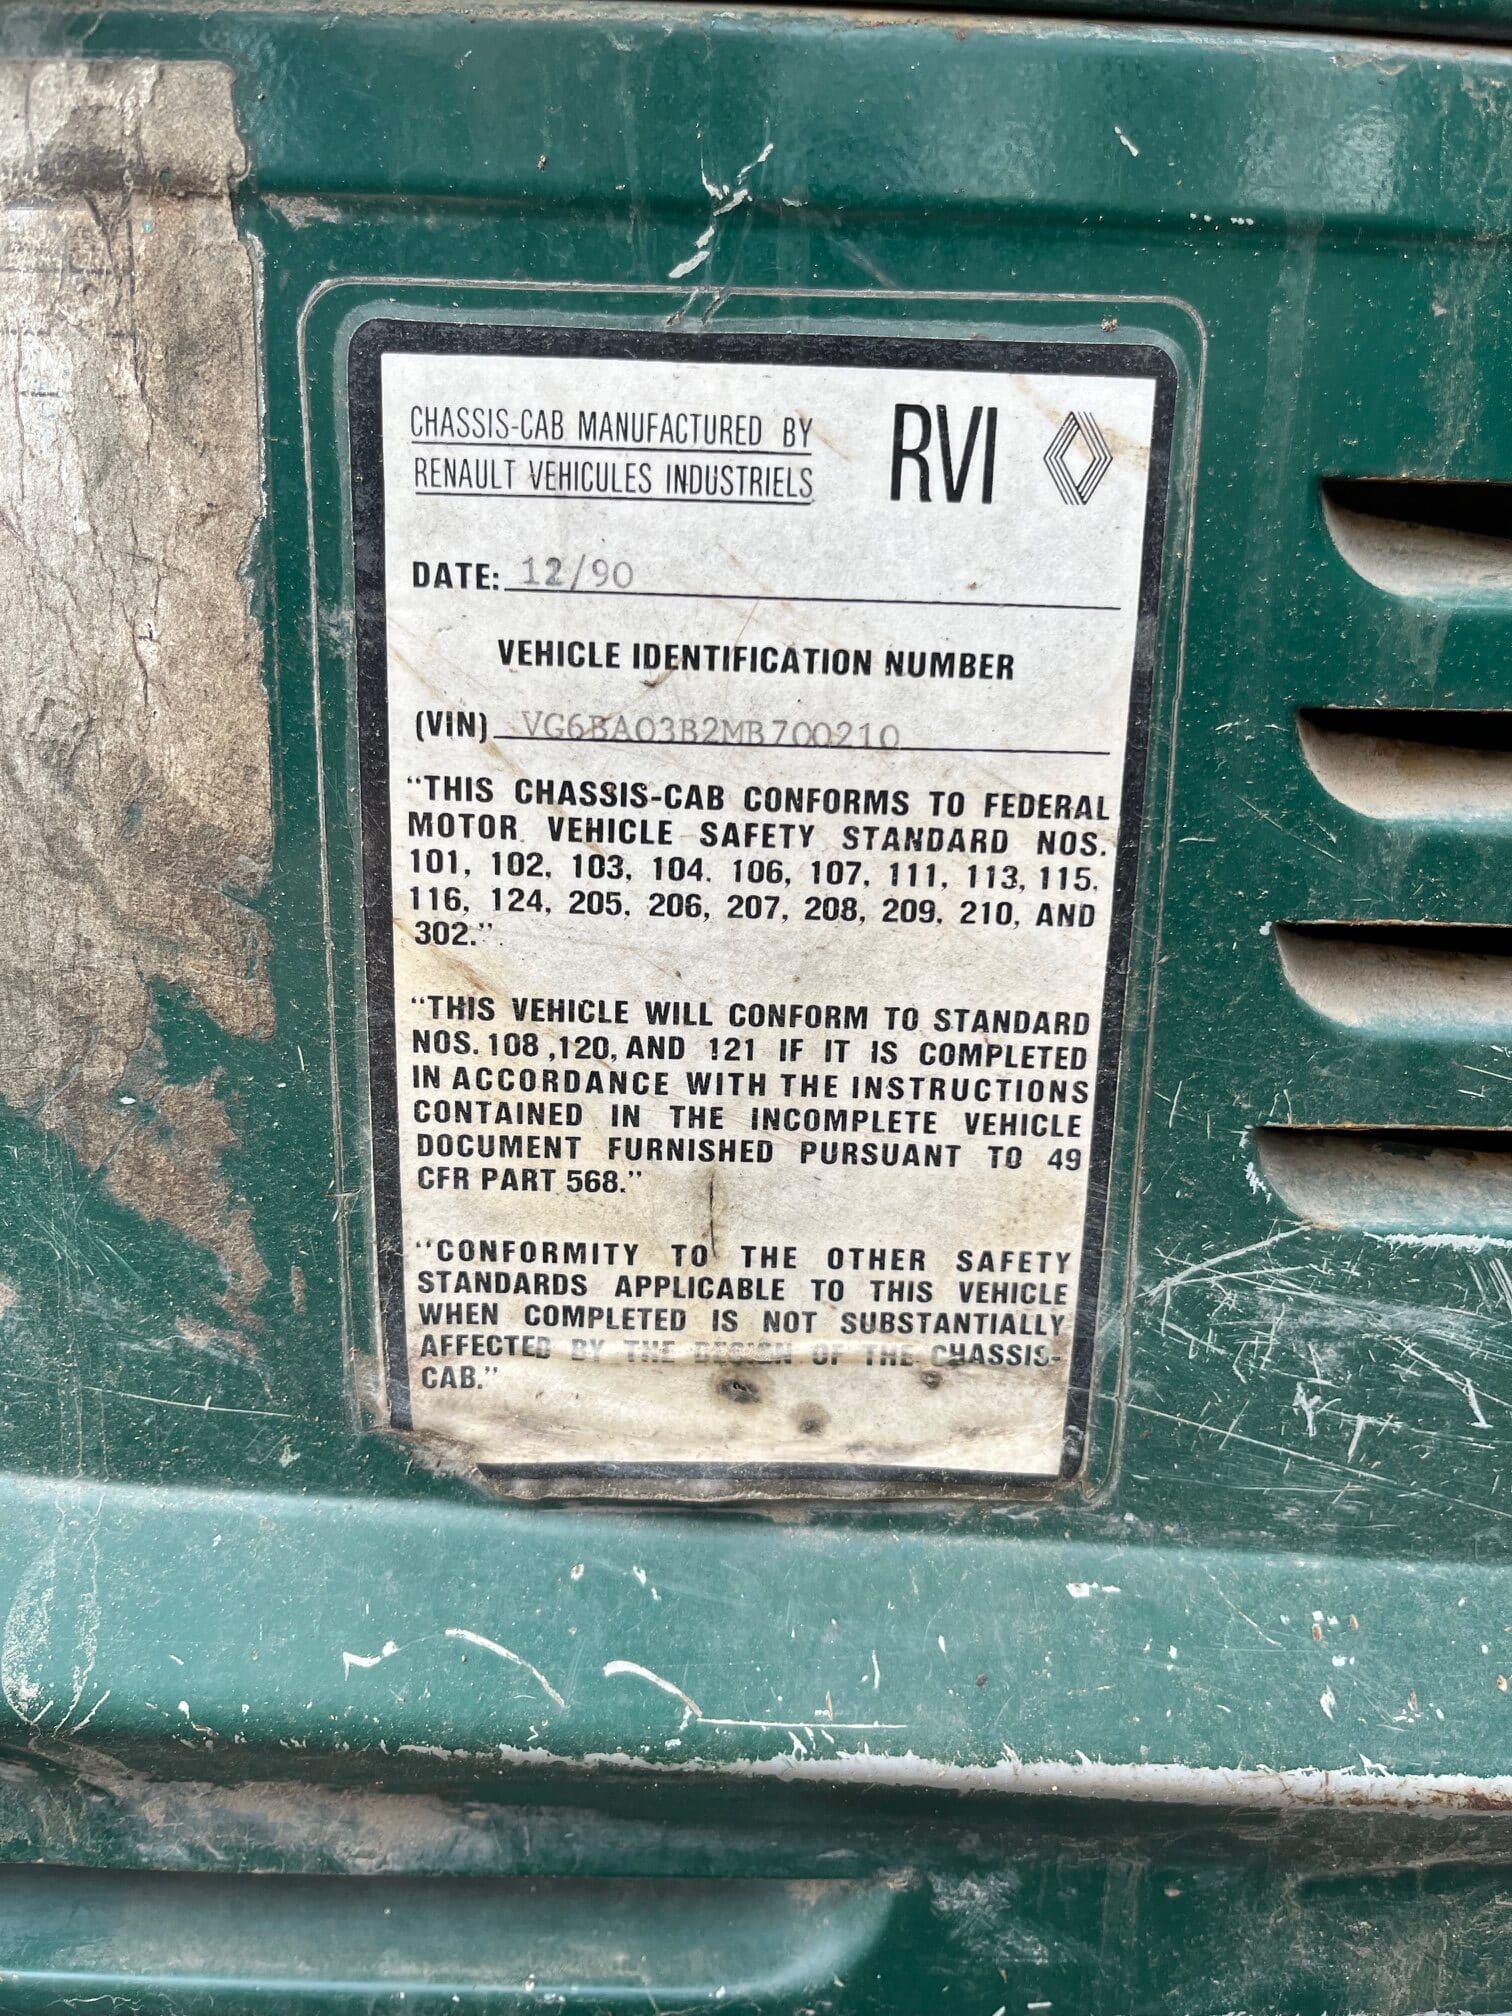 CHASSIS-CAB MANUFACTURED BY
RENAULT VEHICULES INDUSTRIELS
RVI
DATE: 12/90
VEHICLE IDENTIFICATION NUMBER
(VIN) VG6BA03B2MB700210
“THIS CHASSIS-CAB CONFORMS TO FEDERAL
MOTOR VEHICLE SAFETY STANDARD NOS.
101, 102, 103, 104. 106, 107, 111, 113, 115.
116, 124, 205, 206, 207, 208, 209, 210, AND
302.”
“THIS VEHICLE WILL CONFORM TO STANDARD
NOS. 108 ,120, AND 121 IF IT IS COMPLETED
IN ACCORDANCE WITH THE INSTRUCTIONS
CONTAINED IN THE INCOMPLETE VEHICLE
DOCUMENT FURNISHED PURSUANT TO 49
CFR PART 568.”
“CONFORMITY TO THE OTHER SAFETY
STANDARDS APPLICABLE TO THIS VEHICLE
WHEN COMPLETED IS NOT SUBSTANTIALLY
AFFECTED BY THE DESIGN OF THE CHASSIS-
CAB.”